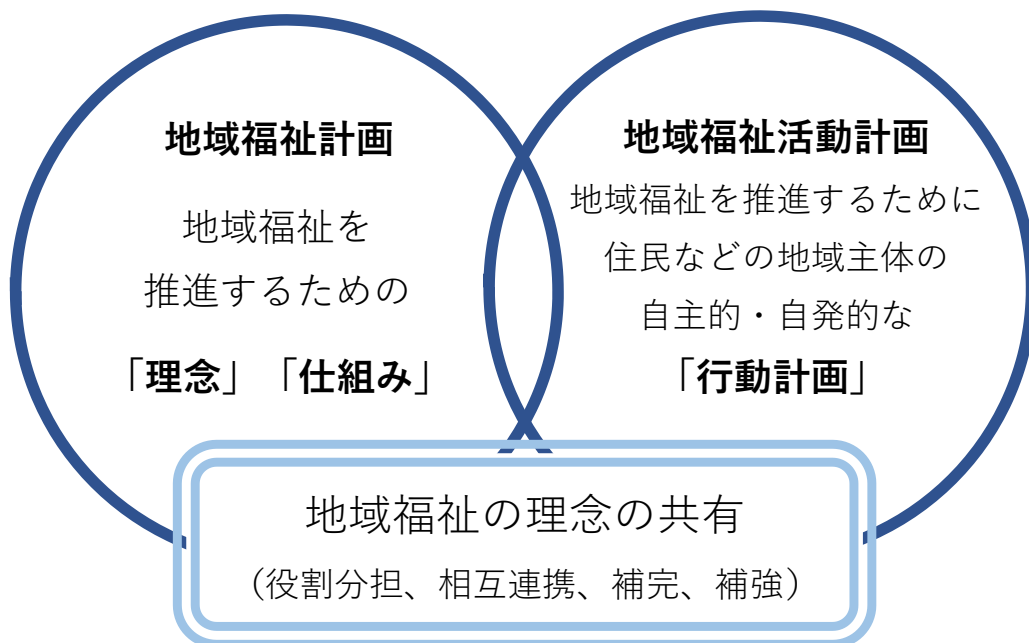 地域福祉計画
地域福祉を
推進するための
「理念」「仕組み」
地域福祉活動計画
地域福祉を推進するために
住民などの地域主体の
自主的・自発的な
「行動計画」
地域福祉の理念の共有
（役割分担、相互連携、補完、補強）